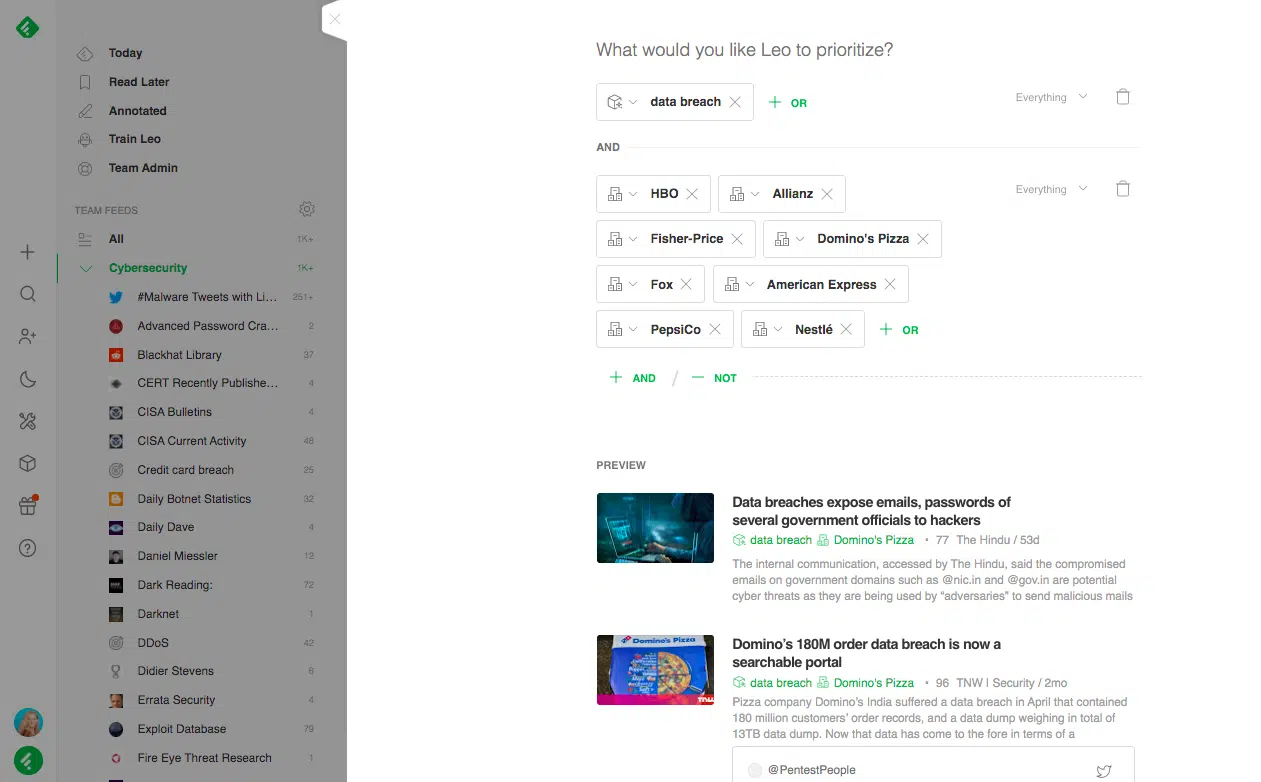 Today
Read Later
Annotated
Train Leo
Team Admin
TEAM FEEDS
All 1K+
Cybersecurity 1K+
#Malware Tweets with Li... 251+
Advanced Password Cra... 2
Blackhat Library 37
CERT Recently Publishe... 4
CISA Bulletins 4
CISA Current Activity 48
Credit card breach 25
Daily Botnet Statistics 32
Daily Dave 4
Daniel Miessler 12
Dark Reading: 72
Darknet 1
DDoS 42
Didier Stevens 6
Errata Security 4
Exploit Database 79
Fire Eye Threat Research 1
What would you like Leo to prioritize?
data breach + OR Everything
AND
HBO Allianz Everything
Fisher-Price Domino's Pizza
Fox American Express
PepsiCo Nestlé + OR
+ AND / — NOT
PREVIEW
Data breaches expose emails, passwords of
several government officials to hackers
data breach Domino's Pizza • 77 The Hindu / 53d
The internal communication, accessed by The Hindu, said the compromised
emails on government domains such as @nic.in and @gov.in are potential
cyber threats as they are being used by “adversaries” to send malicious mails
Domino's Pizza
TNW
Domino’s 180M order data breach is now a
searchable portal
data breach Domino's Pizza • 96 TNW | Security / 2mo
Pizza company Domino’s India suffered a data breach in April that contained
180 million customers’ order records, and a data dump weighing in total of
13TB data dump. Now that data has come to the fore in terms of a
@PentestPeople